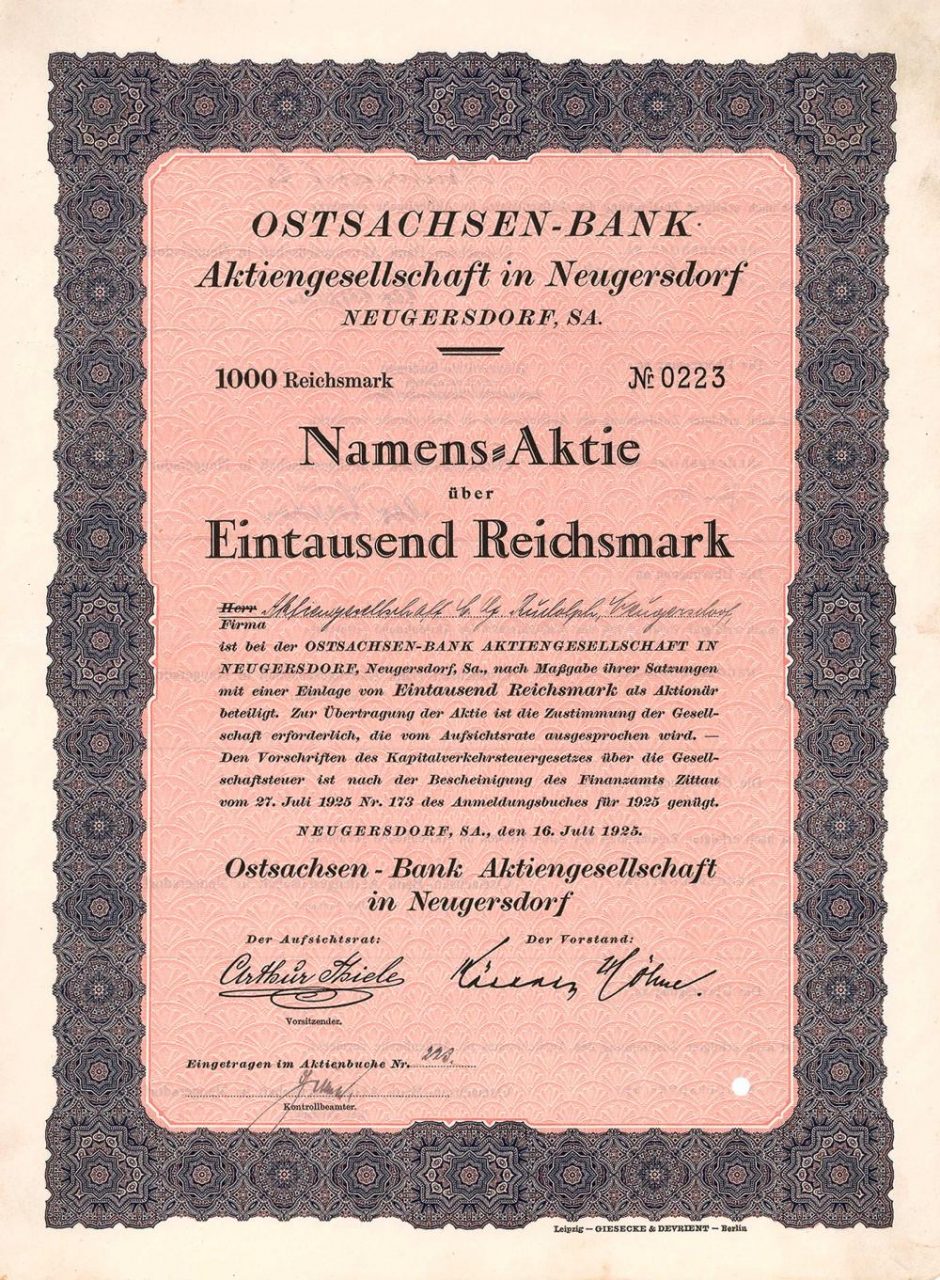 OSTSACHSEN-BANK
Aktiengesellschaft in Neugersdorf
NEUGERSDORF, SA.
1000 Reichsmark № 0223
Namens-Aktie
über
Eintausend Reichsmark
Herr Aktiengesellschaft C. G. Rudolph, Neugersdorf,
Firma
ist bei der OSTSACHSEN-BANK AKTIENGESELLSCHAFT IN
NEUGERSDORF, Neugersdorf, Sa., nach Maßgabe ihrer Satzungen
mit einer Einlage von Eintausend Reichsmark als Aktionär
beteiligt. Zur Übertragung der Aktie ist die Zustimmung der Gesell-
schaft erforderlich, die vom Aufsichtsrate ausgesprochen wird. —
Den Vorschriften des Kapitalverkehrsteuergesetzes über die Gesell-
schaftsteuer ist nach der Bescheinigung des Finanzamts Zittau
vom 27. Juli 1925 Nr. 173 des Anmeldungsbuches für 1925 genügt.
NEUGERSDORF, SA., den 16. Juli 1925.
Ostsachsen-Bank Aktiengesellschaft
in Neugersdorf
Der Aufsichtsrat: Der Vorstand:
Arthur Thiele Höhne.
Vorsitzender.
Eingetragen im Aktienbuche Nr. 223.
Kontrollbeamter.
Leipzig — GIESECKE & DEVRIENT — Berlin